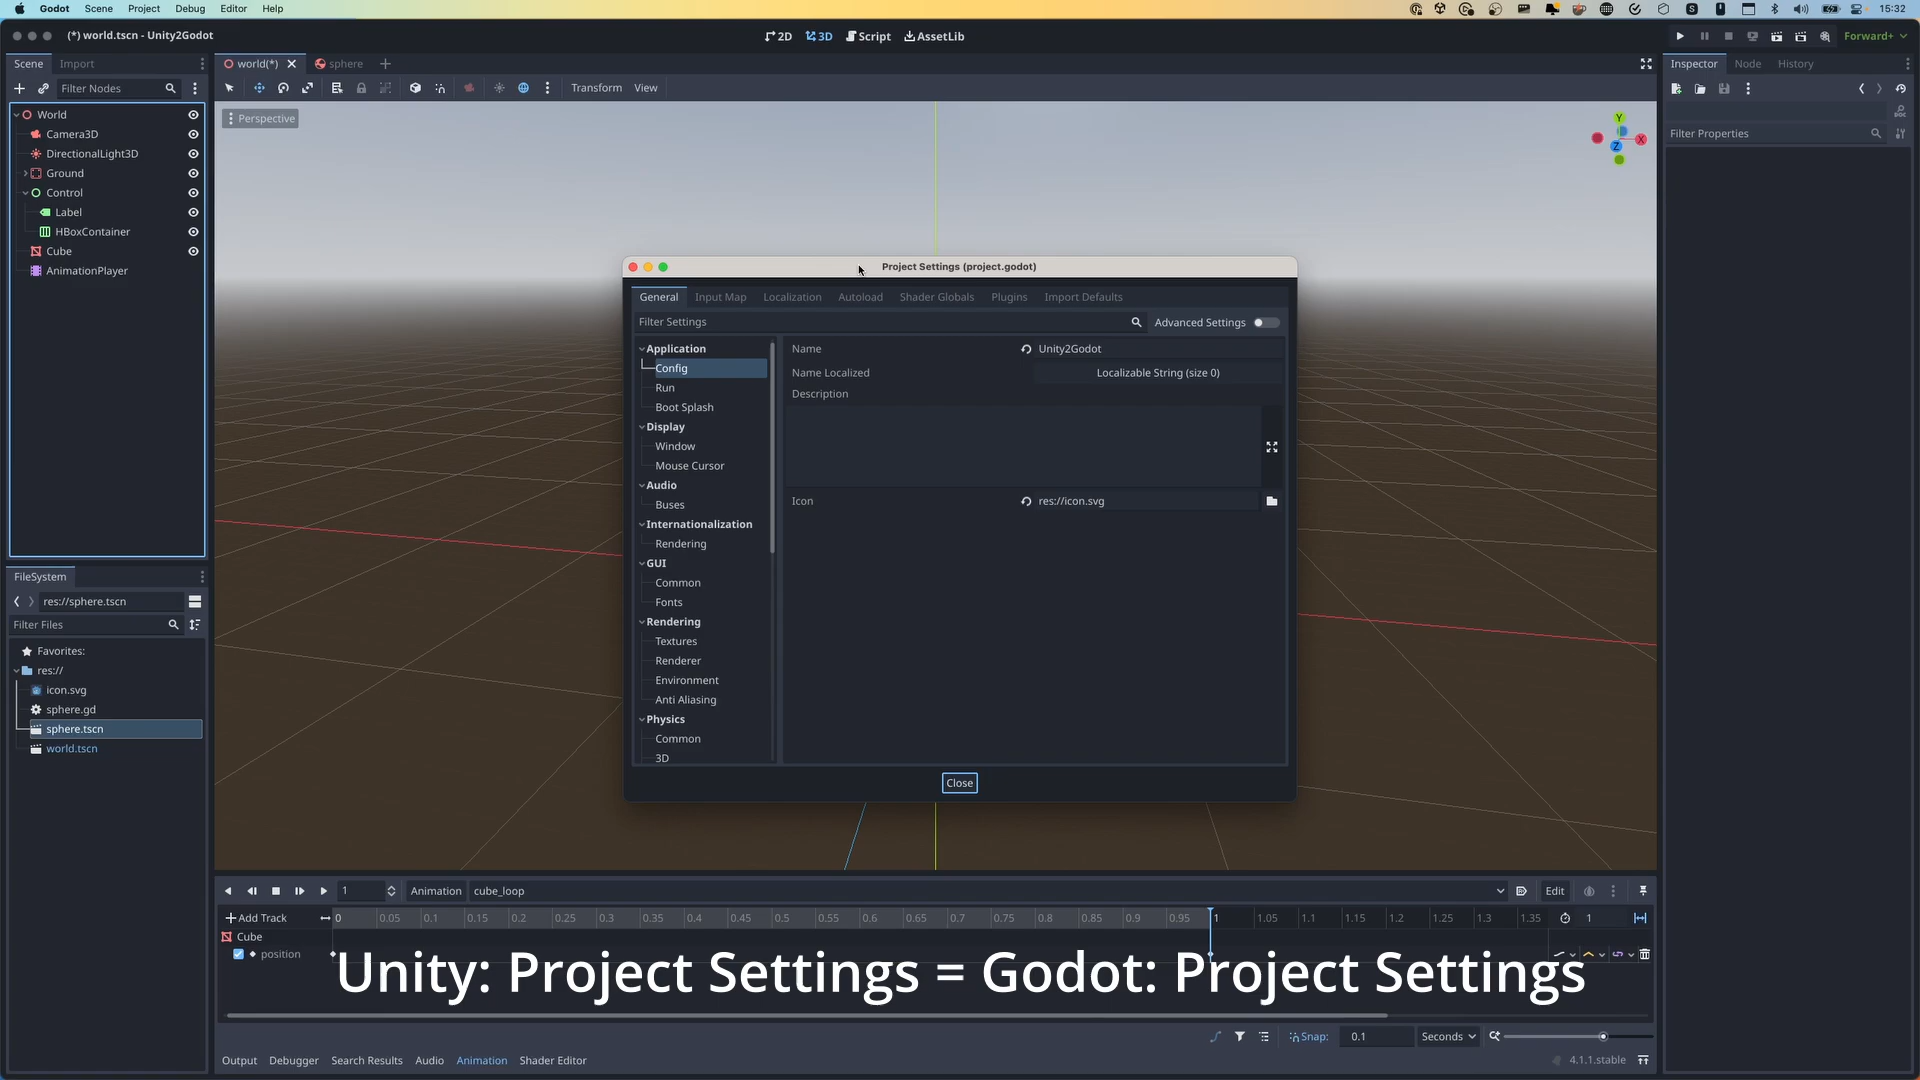 Godot Scene Project Debug Editor Help
15:32
(*) world.tscn - Unity2Godot
2D 3D Script AssetLib
Forward+
Scene Import
world(*) sphere
Inspector Node History
Filter Nodes
Transform View
World
Camera3D
DirectionalLight3D
Ground
Control
Label
HBoxContainer
Cube
AnimationPlayer
Perspective
Y
X
Z
Filter Properties
Project Settings (project.godot)
General Input Map Localization Autoload Shader Globals Plugins Import Defaults
Filter Settings
Advanced Settings
Application
Config
Run
Boot Splash
Display
Window
Mouse Cursor
Audio
Buses
Internationalization
Rendering
GUI
Common
Fonts
Rendering
Textures
Renderer
Environment
Anti Aliasing
Physics
Common
3D
Name Unity2Godot
Name Localized Localizable String (size 0)
Description
Icon res://icon.svg
Close
FileSystem
res://sphere.tscn
Filter Files
Favorites:
res://
icon.svg
sphere.gd
sphere.tscn
world.tscn
1 Animation cube_loop Edit
Add Track 0 0.05 0.1 0.15 0.2 0.25 0.3 0.35 0.4 0.45 0.5 0.55 0.6 0.65 0.7 0.75 0.8 0.85 0.9 0.95 1 1.05 1.1 1.15 1.2 1.25 1.3 1.35 1
Cube
position
Unity: Project Settings = Godot: Project Settings
Snap: 0.1 Seconds
Output Debugger Search Results Audio Animation Shader Editor
4.1.1.stable